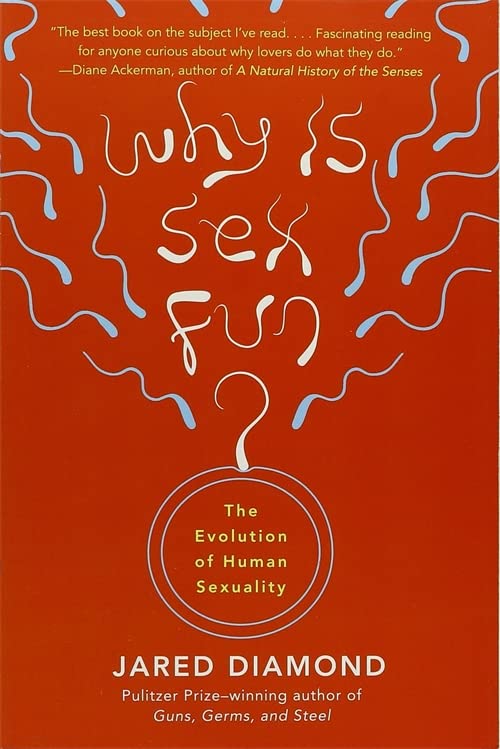 “The best book on the subject I’ve read. . . . Fascinating reading
for anyone curious about why lovers do what they do.”
—Diane Ackerman, author of A Natural History of the Senses
why Is
sex
fun
?
The
Evolution
of Human
Sexuality
JARED DIAMOND
Pulitzer Prize–winning author of
Guns, Germs, and Steel